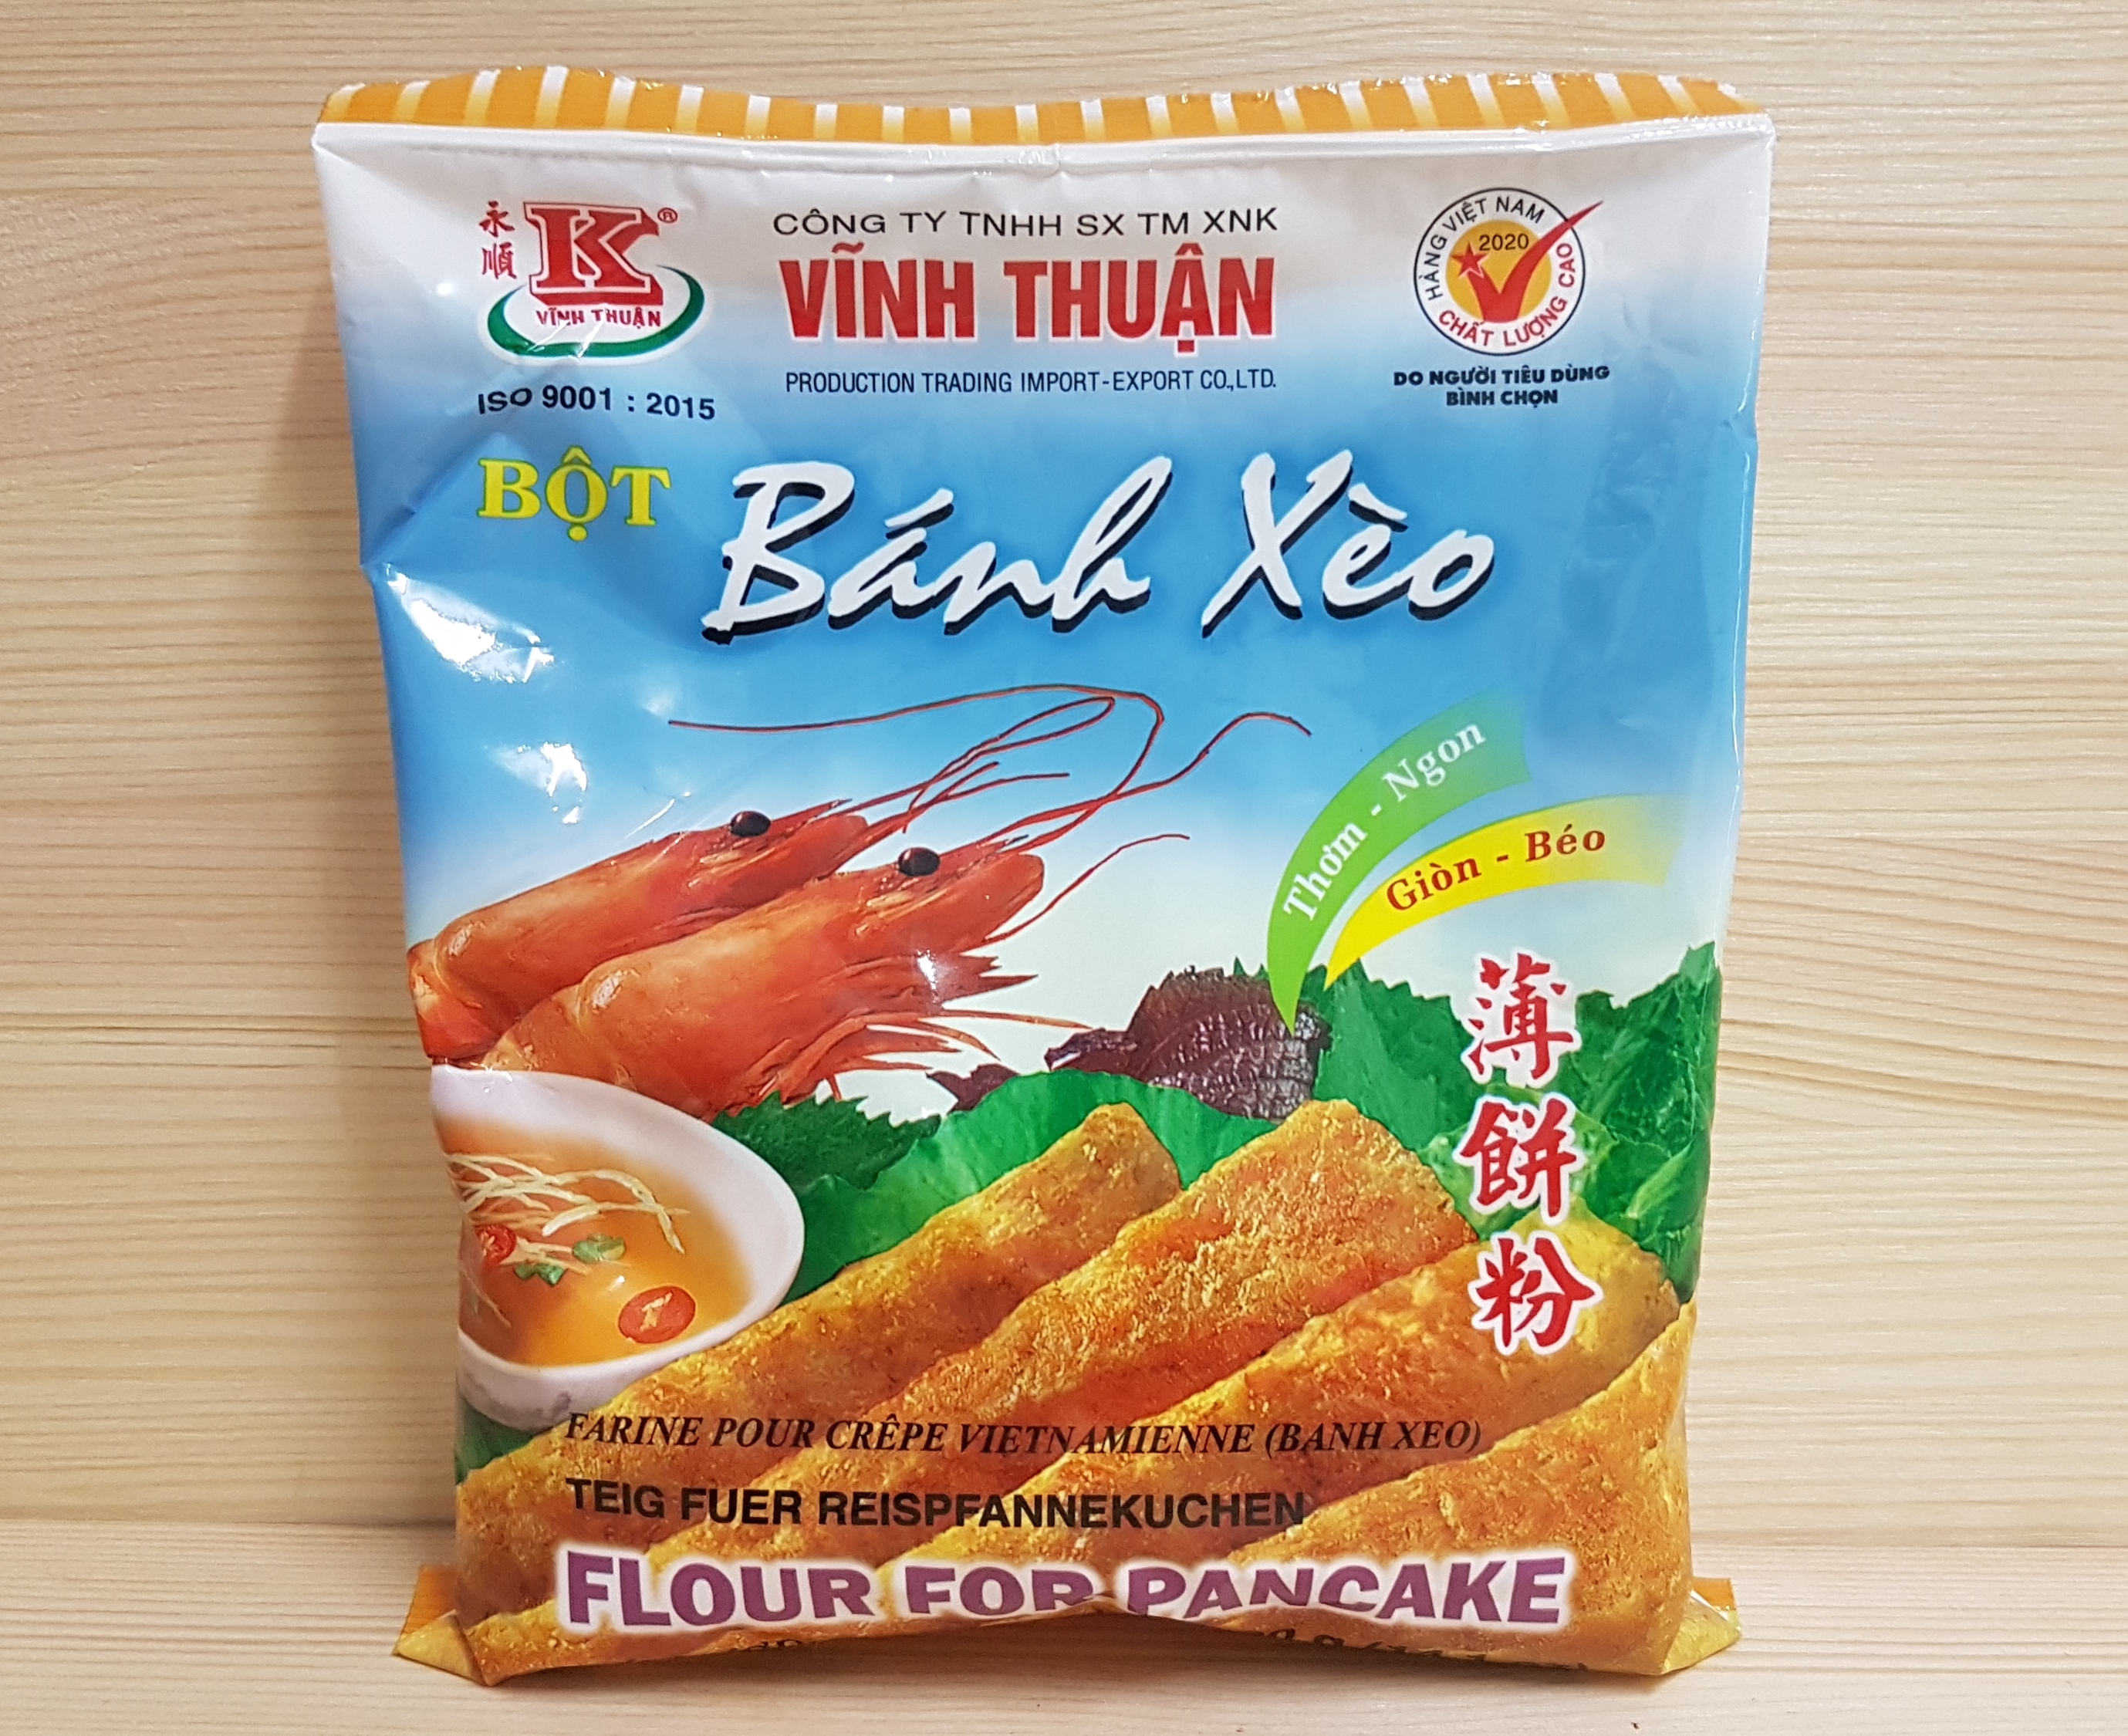 永順
K®
VĨNH THUẬN
ISO 9001 : 2015
CÔNG TY TNHH SX TM XNK
VĨNH THUẬN
PRODUCTION TRADING IMPORT-EXPORT CO.,LTD.
HÀNG VIỆT NAM
2020
CHẤT LƯỢNG CAO
DO NGƯỜI TIÊU DÙNG
BÌNH CHỌN
BỘT
Bánh Xèo
Thơm - Ngon
Giòn - Béo
薄餅粉
FARINE POUR CRÊPE VIETNAMIENNE (BANH XEO)
TEIG FUER REISPFANNEKUCHEN
FLOUR FOR PANCAKE